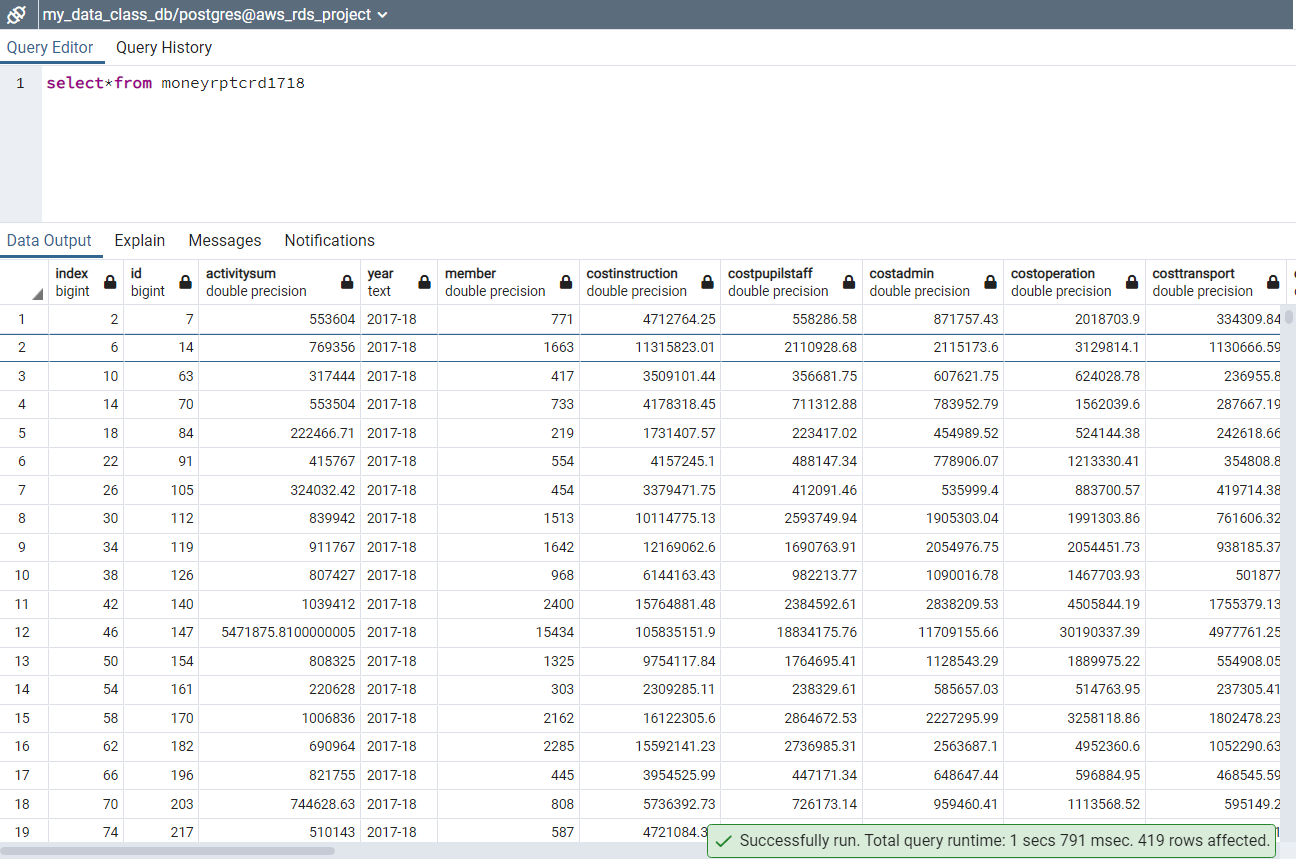 my_data_class_db/postgres@aws_rds_project
Query Editor Query History
1 select*from moneyrptcrd1718
Data Output Explain Messages Notifications
index id activitysum year member costinstruction costpupilstaff costadmin costoperation costtransport
bigint bigint double precision text double precision double precision double precision double precision double precision double precision
1 2 7 553604 2017-18 771 4712764.25 558286.58 871757.43 2018703.9 334309.84
2 6 14 769356 2017-18 1663 11315823.01 2110928.68 2115173.6 3129814.1 1130666.59
3 10 63 317444 2017-18 417 3509101.44 356681.75 607621.75 624028.78 236955.8
4 14 70 553504 2017-18 733 4178318.45 711312.88 783952.79 1562039.6 287667.19
5 18 84 222466.71 2017-18 219 1731407.57 223417.02 454989.52 524144.38 242618.66
6 22 91 415767 2017-18 554 4157245.1 488147.34 778906.07 1213330.41 354808.8
7 26 105 324032.42 2017-18 454 3379471.75 412091.46 535999.4 883700.57 419714.38
8 30 112 839942 2017-18 1513 10114775.13 2593749.94 1905303.04 1991303.86 761606.32
9 34 119 911767 2017-18 1642 12169062.6 1690763.91 2054976.75 2054451.73 938185.37
10 38 126 807427 2017-18 968 6144163.43 982213.77 1090016.78 1467703.93 501877
11 42 140 1039412 2017-18 2400 15764881.48 2384592.61 2838209.53 4505844.19 1755379.13
12 46 147 5471875.8100000005 2017-18 15434 105835151.9 18834175.76 11709155.66 30190337.39 4977761.25
13 50 154 808325 2017-18 1325 9754117.84 1764695.41 1128543.29 1889975.22 554908.05
14 54 161 220628 2017-18 303 2309285.11 238329.61 585657.03 514763.95 237305.41
15 58 170 1006836 2017-18 2162 16122305.6 2864672.53 2227295.99 3258118.86 1802478.23
16 62 182 690964 2017-18 2285 15592141.23 2736985.31 2563687.1 4952360.6 1052290.63
17 66 196 821755 2017-18 445 3954525.99 447171.34 648647.44 596884.95 468545.59
18 70 203 744628.63 2017-18 808 5736392.73 726173.14 959460.41 1113568.52 595149.2
19 74 217 510143 2017-18 587 4721084.3
Successfully run. Total query runtime: 1 secs 791 msec. 419 rows affected.